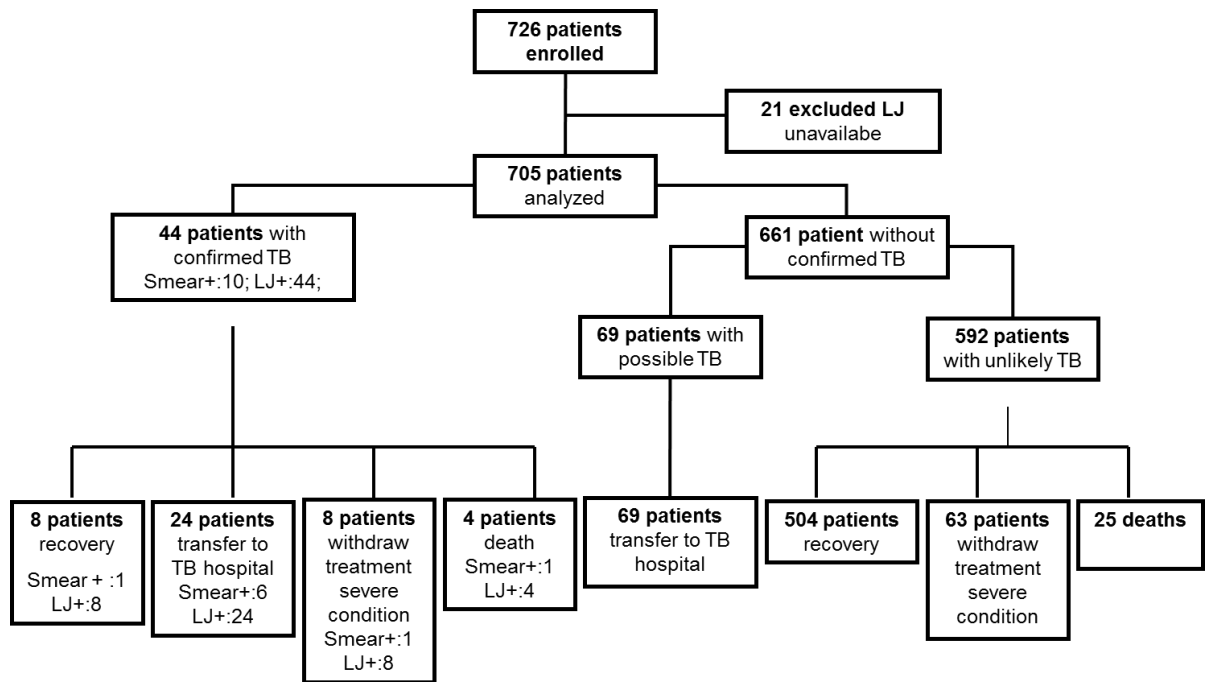 726 patients
enrolled
21 excluded LJ
unavailabe
705 patients
analyzed
44 patients with
confirmed TB
Smear+:10; LJ+:44;
661 patient without
confirmed TB
69 patients with
possible TB
592 patients
with unlikely TB
8 patients
recovery
Smear + :1
LJ+:8
24 patients
transfer to
TB hospital
Smear+:6
LJ+:24
8 patients
withdraw
treatment
severe
condition
Smear+:1
LJ+:8
4 patients
death
Smear+:1
LJ+:4
69 patients
transfer to TB
hospital
504 patients
recovery
63 patients
withdraw
treatment
severe
condition
25 deaths